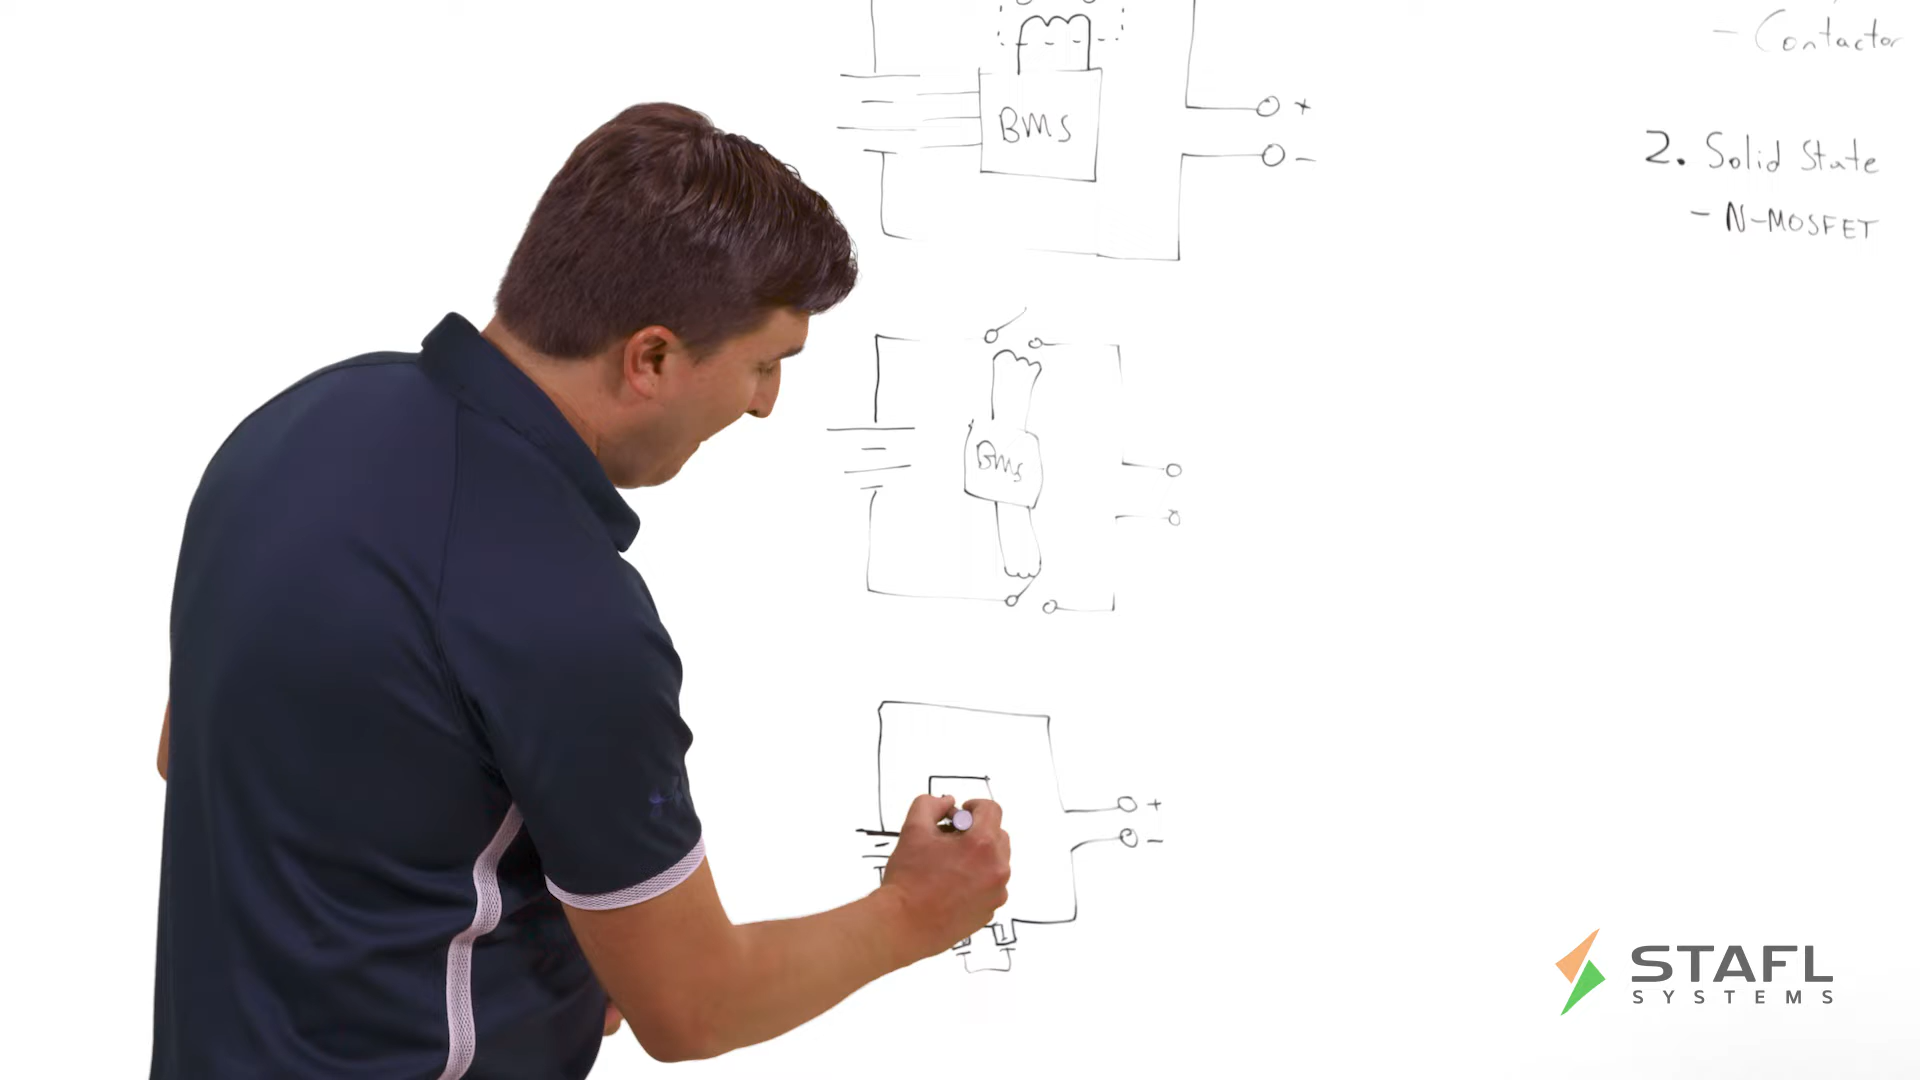 - Contactor
BMS
+
-
2. Solid State
- N-MOSFET
BMS
+
-
STAFL
SYSTEMS